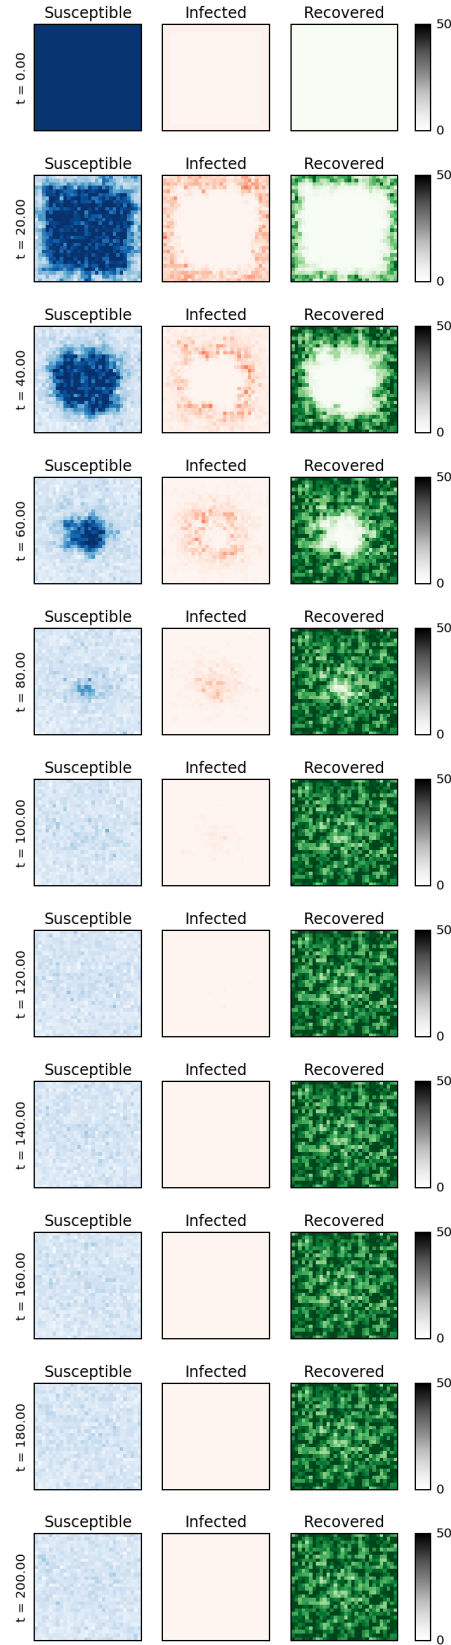 Susceptible Infected Recovered
50
t = 0.00
0
Susceptible Infected Recovered
50
t = 20.00
0
Susceptible Infected Recovered
50
t = 40.00
0
Susceptible Infected Recovered
50
t = 60.00
0
Susceptible Infected Recovered
50
t = 80.00
0
Susceptible Infected Recovered
50
t = 100.00
0
Susceptible Infected Recovered
50
t = 120.00
0
Susceptible Infected Recovered
50
t = 140.00
0
Susceptible Infected Recovered
50
t = 160.00
0
Susceptible Infected Recovered
50
t = 180.00
0
Susceptible Infected Recovered
50
t = 200.00
0